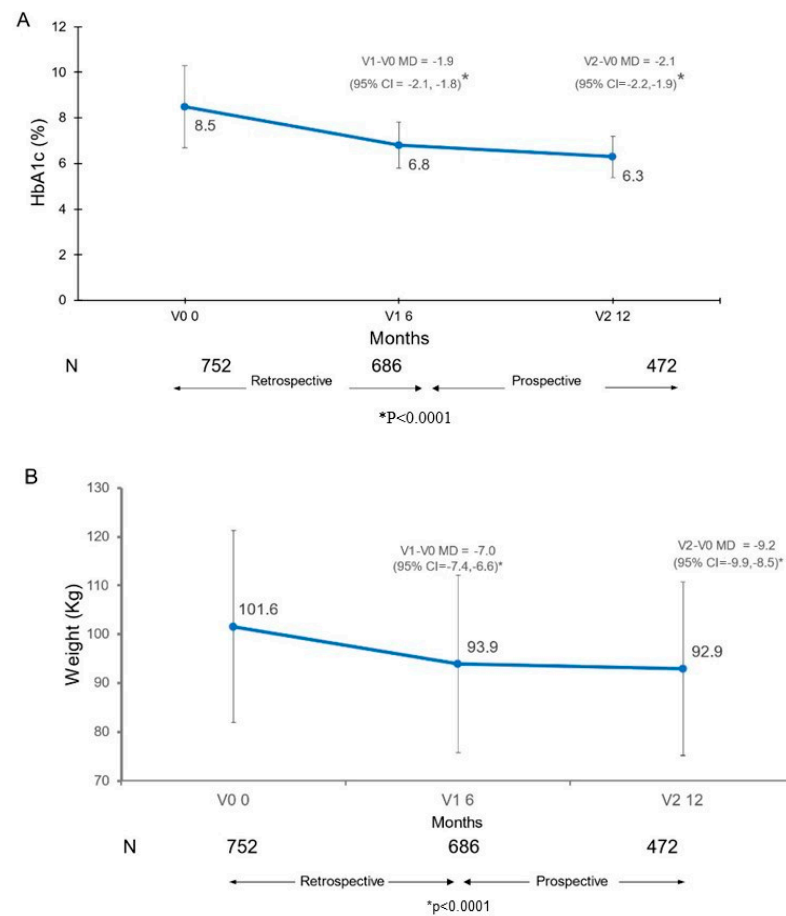 A
12
10
8
6
4
2
0
HbA1c (%)
V1-V0 MD = -1.9
(95% CI = -2.1, -1.8)*
V2-V0 MD = -2.1
(95% CI=-2.2,-1.9)*
8.5
6.8
6.3
V0 0
V1 6
V2 12
Months
N 752 686 472
Retrospective Prospective
*P<0.0001
B
130
120
110
100
90
80
70
Weight (Kg)
V1-V0 MD = -7.0
(95% CI=-7.4,-6.6)*
V2-V0 MD = -9.2
(95% CI=-9.9,-8.5)*
101.6
93.9
92.9
V0 0
V1 6
V2 12
Months
N 752 686 472
Retrospective Prospective
*p<0.0001